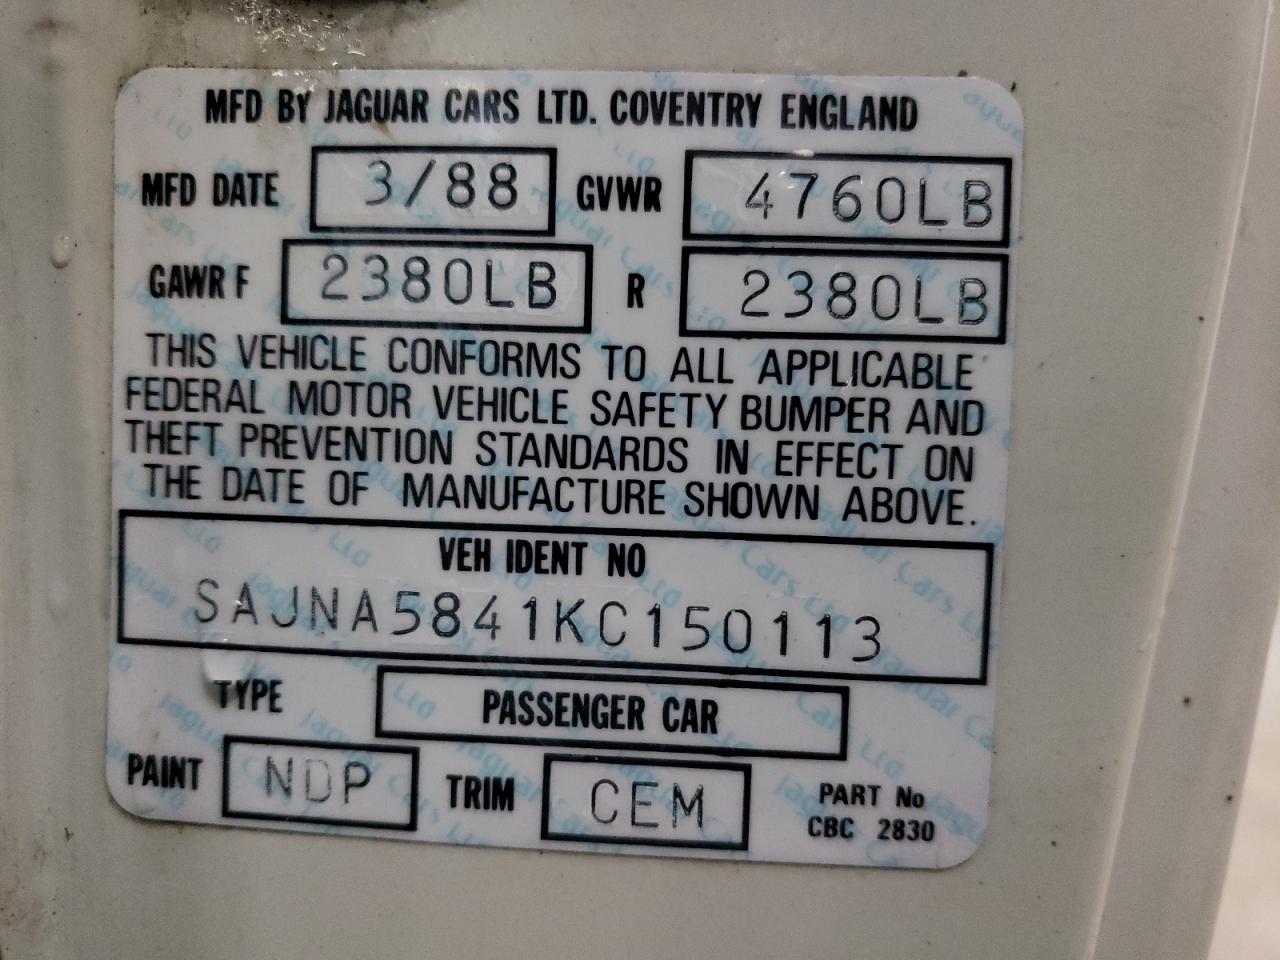 MFD BY JAGUAR CARS LTD. COVENTRY ENGLAND
MFD DATE 3/88 GVWR 4760LB
GAWR F 2380LB R 2380LB
THIS VEHICLE CONFORMS TO ALL APPLICABLE
FEDERAL MOTOR VEHICLE SAFETY BUMPER AND
THEFT PREVENTION STANDARDS IN EFFECT ON
THE DATE OF MANUFACTURE SHOWN ABOVE.
VEH IDENT NO
SAJNA5841KC150113
TYPE PASSENGER CAR
PAINT NDP TRIM CEM PART No
CBC 2830